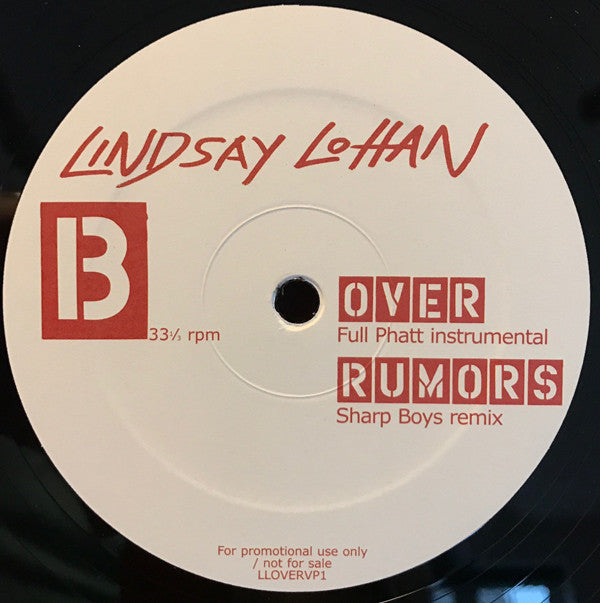 LINDSAY LOHAN
B
33⅓ rpm
OVER
Full Phatt instrumental
RUMORS
Sharp Boys remix
For promotional use only
/ not for sale
LLOVERVP1